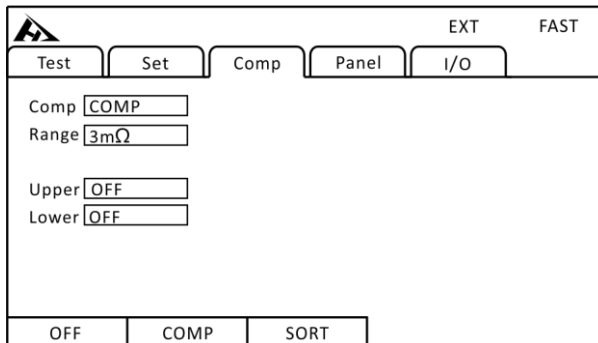 EXT FAST
Test Set Comp Panel I/O
Comp COMP
Range 3mΩ
Upper OFF
Lower OFF
OFF COMP SORT